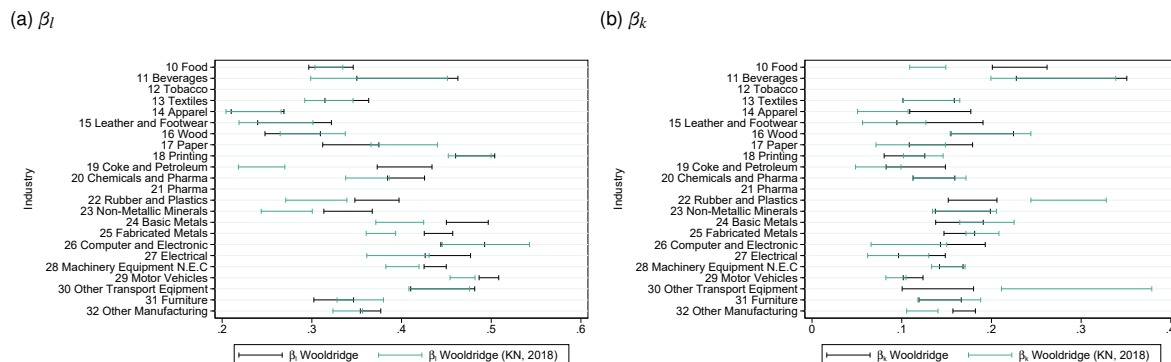 (a) βl
(b) βk
Industry
10 Food
11 Beverages
12 Tobacco
13 Textiles
14 Apparel
15 Leather and Footwear
16 Wood
17 Paper
18 Printing
19 Coke and Petroleum
20 Chemicals and Pharma
21 Pharma
22 Rubber and Plastics
23 Non-Metallic Minerals
24 Basic Metals
25 Fabricated Metals
26 Computer and Electronic
27 Electrical
28 Machinery Equipment N.E.C
29 Motor Vehicles
30 Other Transport Eqipment
31 Furniture
32 Other Manufacturing
.2 .3 .4 .5 .6
βl Wooldridge βl Wooldridge (KN, 2018)
Industry
10 Food
11 Beverages
12 Tobacco
13 Textiles
14 Apparel
15 Leather and Footwear
16 Wood
17 Paper
18 Printing
19 Coke and Petroleum
20 Chemicals and Pharma
21 Pharma
22 Rubber and Plastics
23 Non-Metallic Minerals
24 Basic Metals
25 Fabricated Metals
26 Computer and Electronic
27 Electrical
28 Machinery Equipment N.E.C
29 Motor Vehicles
30 Other Transport Eqipment
31 Furniture
32 Other Manufacturing
0 .1 .2 .3 .4
βk Wooldridge βk Wooldridge (KN, 2018)